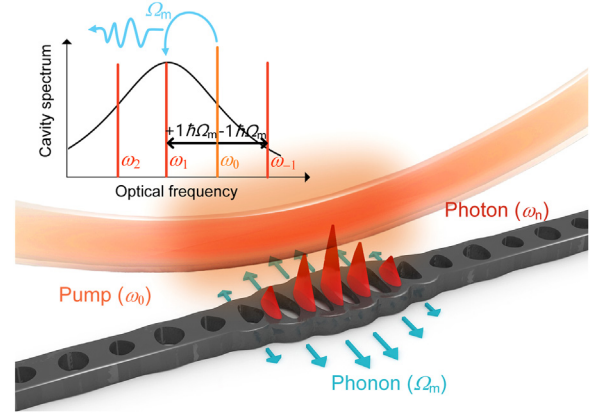 Ωₘ
Cavity spectrum
+1ℏΩₘ -1ℏΩₘ
ω₂ ω₁ ω₀ ω₋₁
Optical frequency
Photon (ωₙ)
Pump (ω₀)
Phonon (Ωₘ)